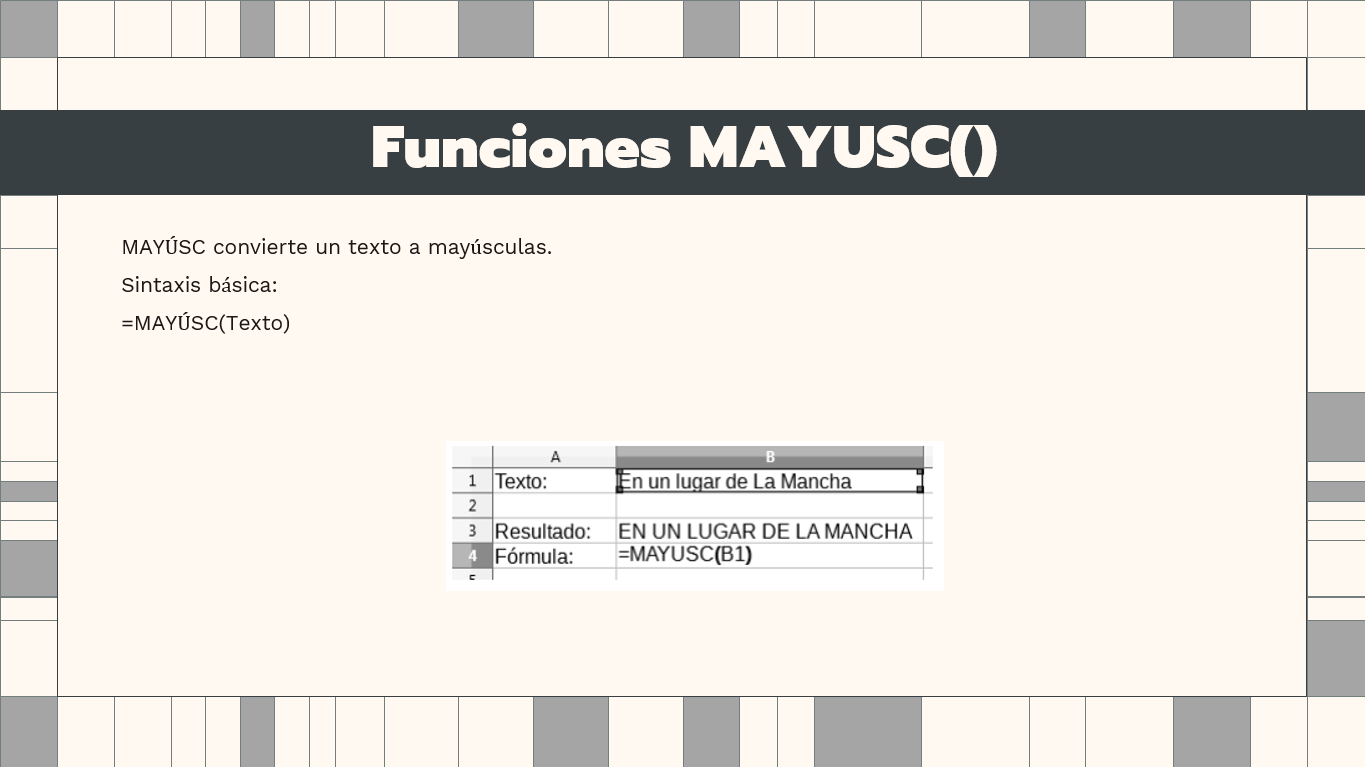 Funciones MAYUSC()
MAYÚSC convierte un texto a mayúsculas.
Sintaxis básica:
=MAYÚSC(Texto)
A B
1 Texto: En un lugar de La Mancha
2
3 Resultado: EN UN LUGAR DE LA MANCHA
4 Fórmula: =MAYUSC(B1)